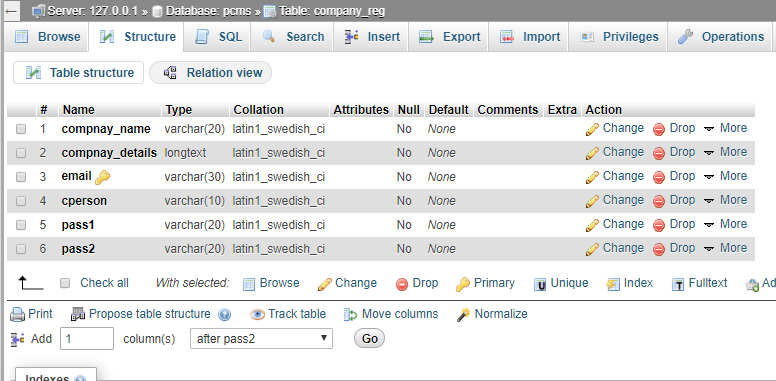 Server: 127.0.0.1 » Database: pcms » Table: company_reg
Browse Structure SQL Search Insert Export Import Privileges Operations
Table structure Relation view
# Name Type Collation Attributes Null Default Comments Extra Action
1 compnay_name varchar(20) latin1_swedish_ci No None Change Drop More
2 compnay_details longtext latin1_swedish_ci No None Change Drop More
3 email varchar(30) latin1_swedish_ci No None Change Drop More
4 cperson varchar(10) latin1_swedish_ci No None Change Drop More
5 pass1 varchar(20) latin1_swedish_ci No None Change Drop More
6 pass2 varchar(20) latin1_swedish_ci No None Change Drop More
Check all With selected: Browse Change Drop Primary Unique Index Fulltext Ad
Print Propose table structure Track table Move columns Normalize
Add 1 column(s) after pass2 Go
Indexes